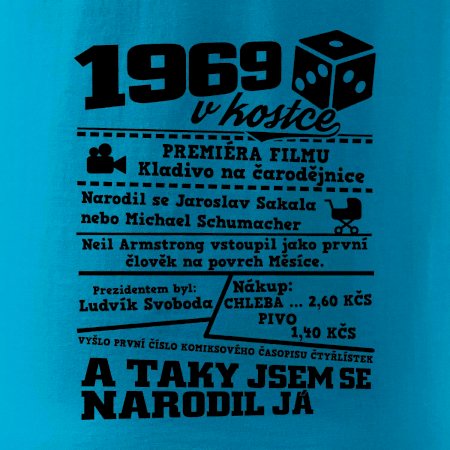 1969
v kostce
PREMIÉRA FILMU
Kladivo na čarodějnice
Narodil se Jaroslav Sakala
nebo Michael Schumacher
Neil Armstrong vstoupil jako první
člověk na povrch Měsíce.
Prezidentem byl:
Ludvík Svoboda
Nákup:
CHLEBA ... 2,60 KČS
PIVO
1,40 KČS
VYŠLO PRVNÍ ČÍSLO KOMIKSOVÉHO ČASOPISU ČTYŘLÍSTEK
A TAKY JSEM SE
NARODIL JÁ